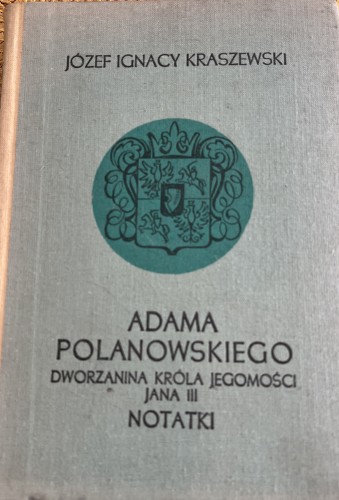 JÓZEF IGNACY KRASZEWSKI
ADAMA
POLANOWSKIEGO
DWORZANINA KRÓLA JEGOMOŚCI
JANA III
NOTATKI